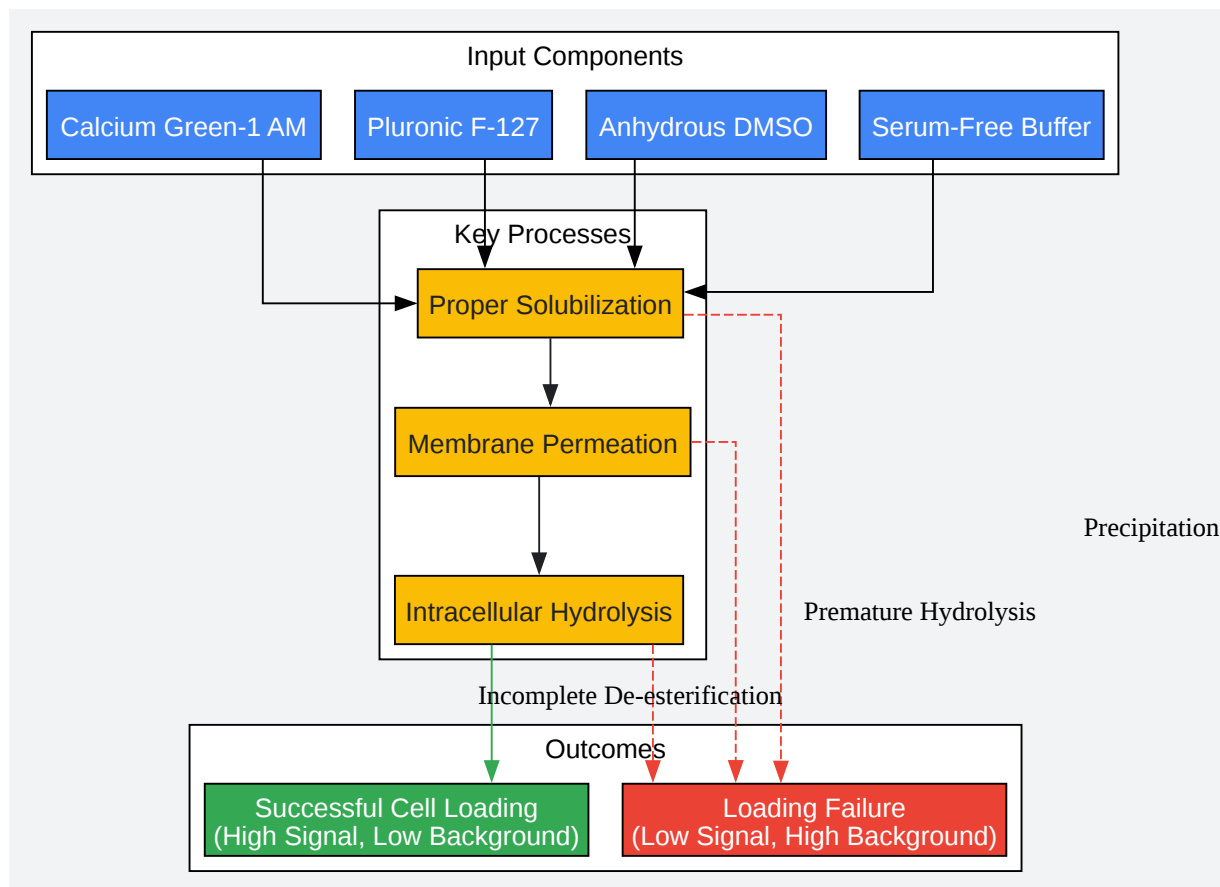 Input Components
Calcium Green-1 AM
Pluronic F-127
Anhydrous DMSO
Serum-Free Buffer
Key Processes
Proper Solubilization
Membrane Permeation
Precipitation
Intracellular Hydrolysis
Premature Hydrolysis
Incomplete De-esterification
Outcomes
Successful Cell Loading
(High Signal, Low Background)
Loading Failure
(Low Signal, High Background)